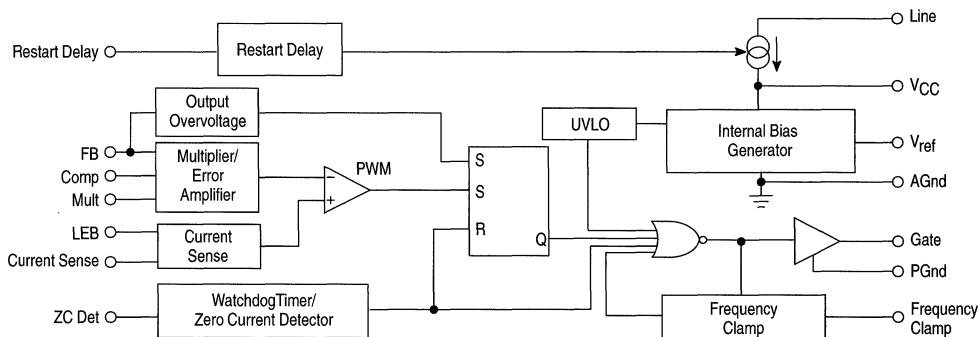 Line
Restart Delay
Restart Delay
VCC
Output
Overvoltage
UVLO
Internal Bias
Generator
Vref
FB
Multiplier/
Error
Amplifier
PWM
Comp
Mult
AGnd
S
S
R
Q
LEB
Current Sense
Current
Sense
Gate
PGnd
ZC Det
WatchdogTimer/
Zero Current Detector
Frequency
Clamp
Frequency
Clamp
−
+